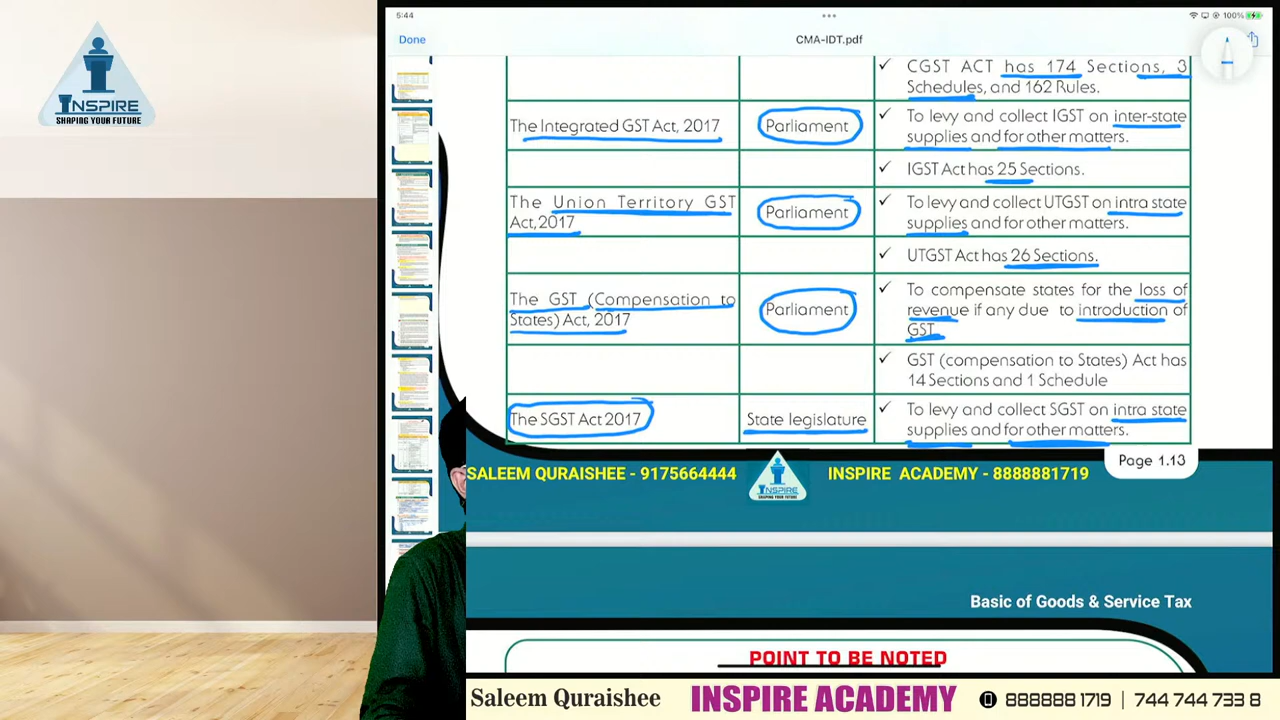 5:44
100%
Done
CMA-IDT.pdf
INSPIRE
SHAPING YOUR FUTURE
✓ CGST ACT has 174 Sections, 3
Schedules, and 162 Rules.
The Integrated GST Act, 2017
Parliament
✓ To levy and collect IGST on inter-state
supplies and for other matters.
✓ IGST Act has 25 Sections.
The Union Territory GST
Act, 2017
Parliament
✓ To levy and collect UTGST on intra state
supplies and for other matters.
✓ UTGST Act has 26 Sections.
The GST (Compensation to
States) Act. 2017
Parliament
✓ To compensate states for the loss of
revenue if any due to introduction of
GST.
✓ GST (compenation to State) Act has
14 Sections and 1 Schedule
The SGST Act 2017
State legislature
✓ To levy and collect SGST on intra state
supplies and for other matters.
Page 1.13
SALEEM QURAISHEE - 9175664444
INSPIRE
SHAPING YOUR FUTURE
INSPIRE ACADEMY - 8888881719
Basic of Goods & Service Tax
POINT TO BE NOTED
Saleem Quraishee
INSPIRE ACADEMY
| 744 744 733 8